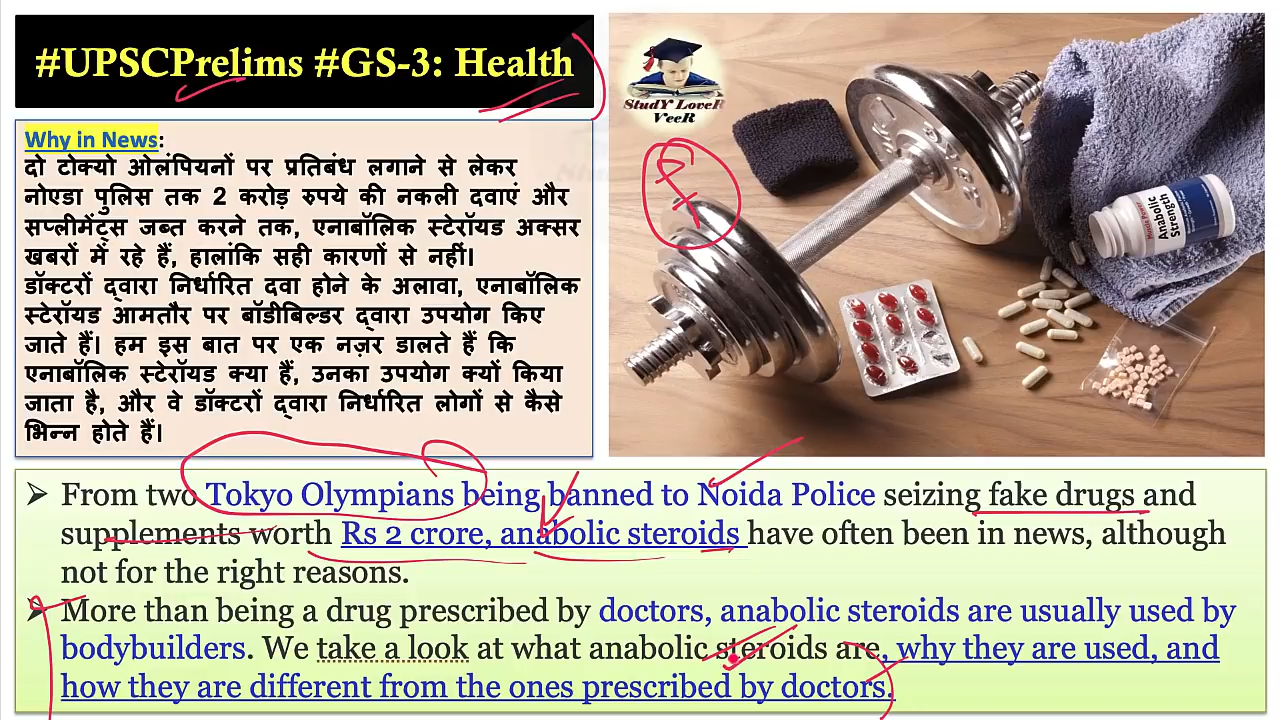 #UPSCPrelims #GS-3: Health
StudY LoveR
VeeR
Why in News:
दो टोक्यो ओलंपियनों पर प्रतिबंध लगाने से लेकर
नोएडा पुलिस तक 2 करोड़ रुपये की नकली दवाएं और
सप्लीमेंट्स जब्त करने तक, एनाबॉलिक स्टेरॉयड अक्सर
खबरों में रहे हैं, हालांकि सही कारणों से नहीं।
डॉक्टरों द्वारा निर्धारित दवा होने के अलावा, एनाबॉलिक
स्टेरॉयड आमतौर पर बॉडीबिल्डर द्वारा उपयोग किए
जाते हैं। हम इस बात पर एक नज़र डालते हैं कि
एनाबॉलिक स्टेरॉयड क्या हैं, उनका उपयोग क्यों किया
जाता है, और वे डॉक्टरों द्वारा निर्धारित लोगों से कैसे
भिन्न होते हैं।
Anabolic
Strength
➢ From two Tokyo Olympians being banned to Noida Police seizing fake drugs and
supplements worth Rs 2 crore, anabolic steroids have often been in news, although
not for the right reasons.
➢ More than being a drug prescribed by doctors, anabolic steroids are usually used by
bodybuilders. We take a look at what anabolic steroids are, why they are used, and
how they are different from the ones prescribed by doctors.